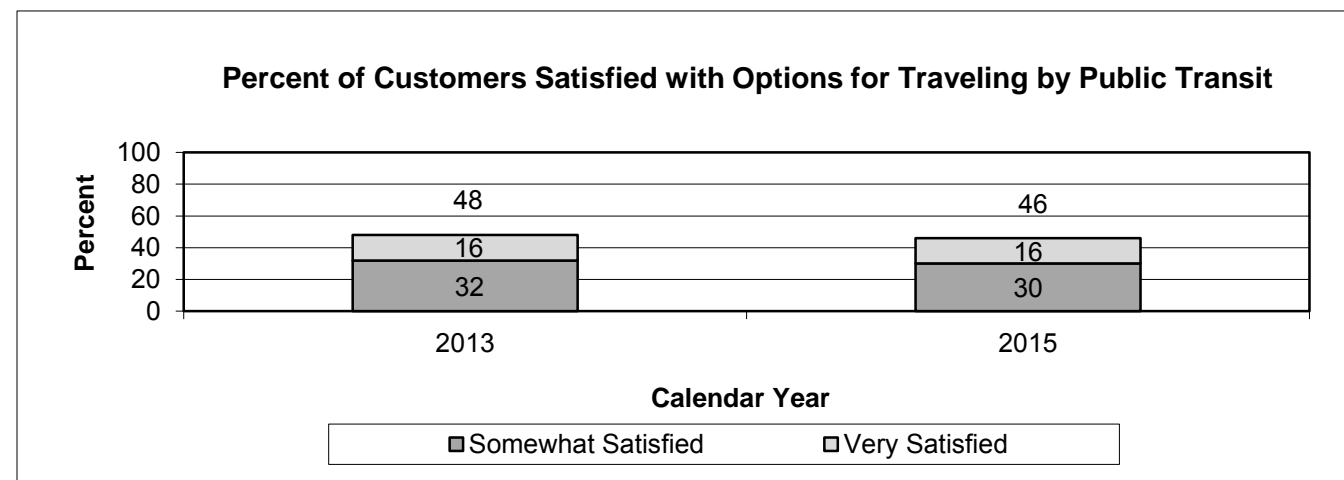 Percent of Customers Satisfied with Options for Traveling by Public Transit
Percent
100
80
60
40
20
0
48
16
32
46
16
30
2013
2015
Calendar Year
Somewhat Satisfied
Very Satisfied